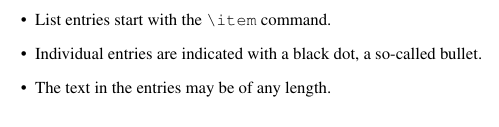 • List entries start with the \item command.
• Individual entries are indicated with a black dot, a so-called bullet.
• The text in the entries may be of any length.